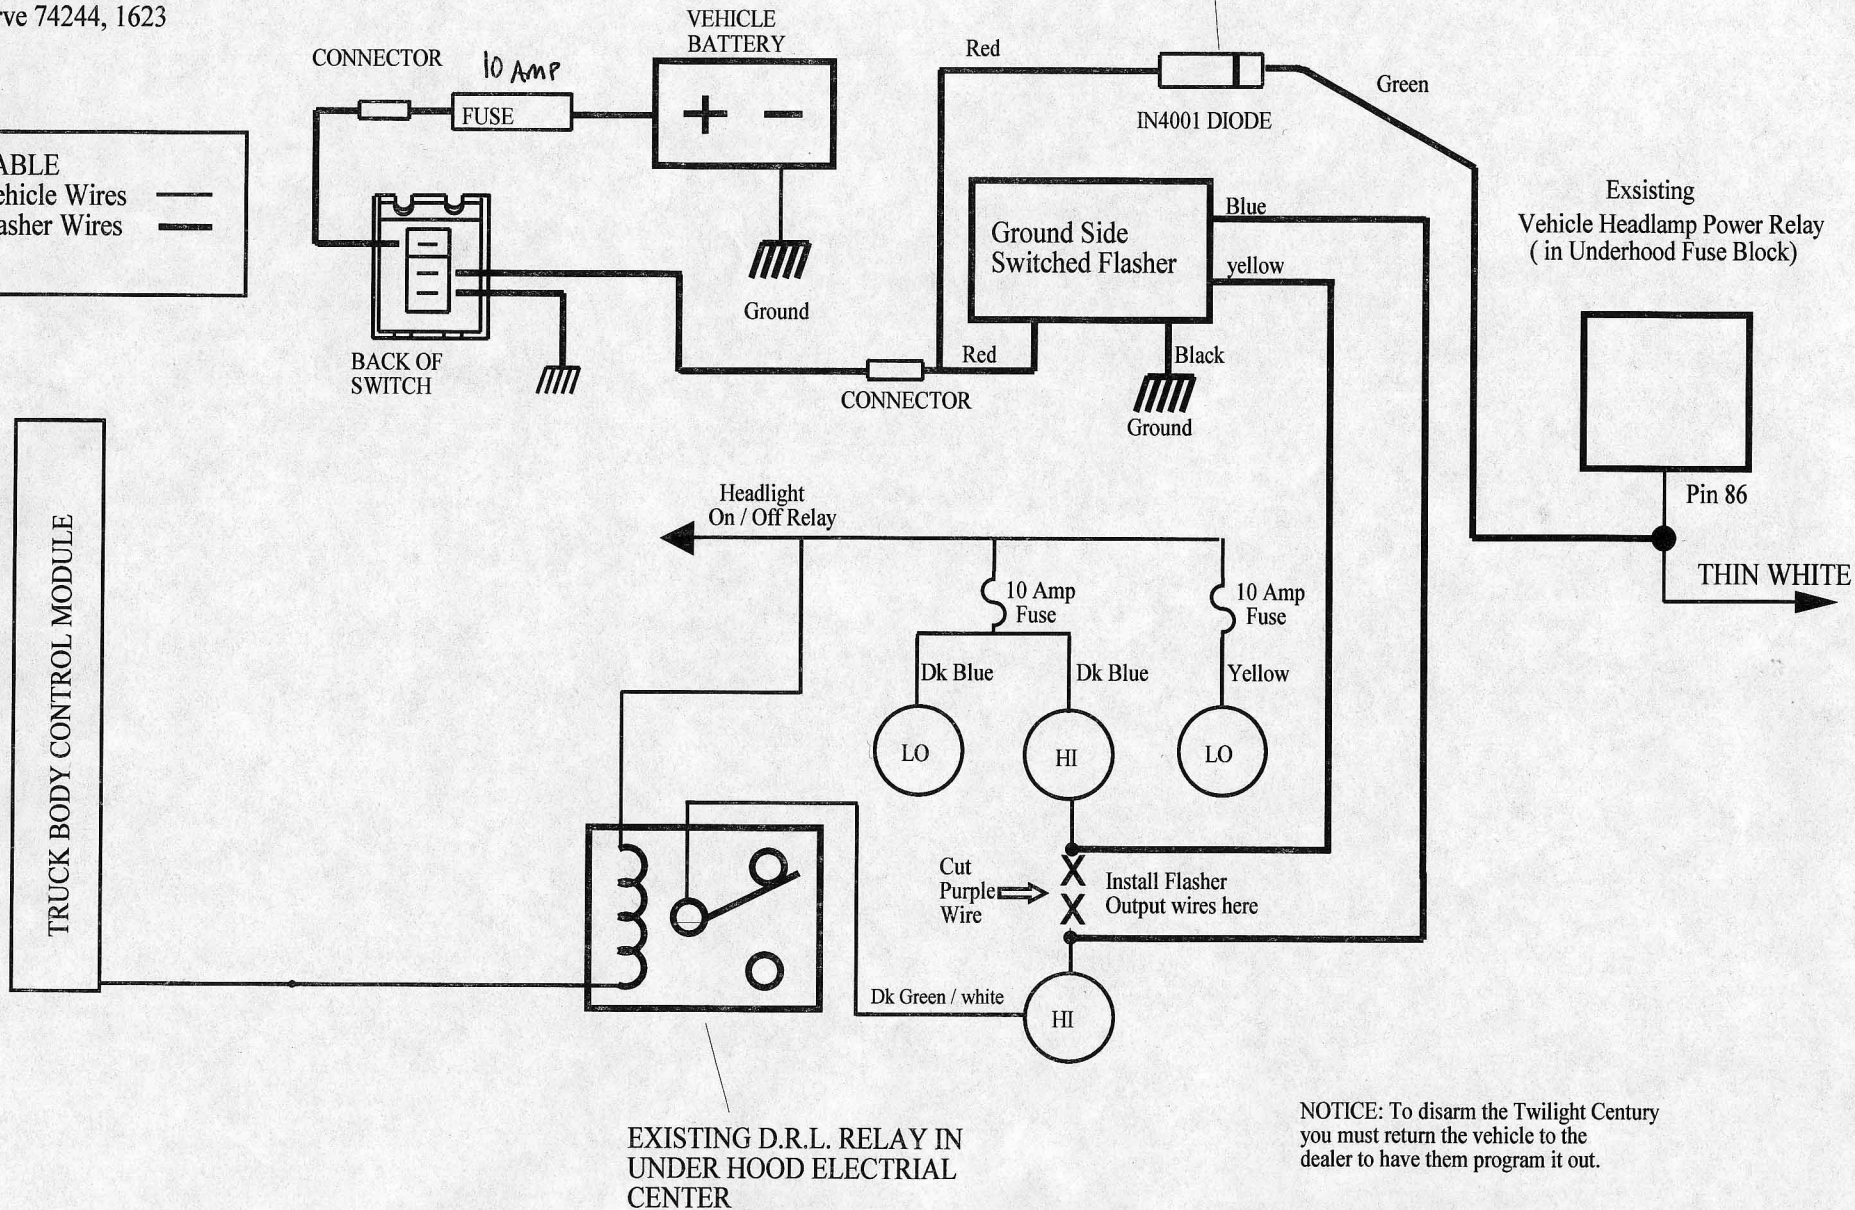 rve 74244, 1623
CONNECTOR
10 AMP
FUSE
VEHICLE
BATTERY
+ −
Ground
Red
IN4001 DIODE
Green
ABLE
ehicle Wires
asher Wires
BACK OF
SWITCH
Ground Side
Switched Flasher
Blue
yellow
Red
Black
CONNECTOR
Ground
Exsisting
Vehicle Headlamp Power Relay
( in Underhood Fuse Block)
Pin 86
THIN WHITE
TRUCK BODY CONTROL MODULE
Headlight
On / Off Relay
10 Amp
Fuse
10 Amp
Fuse
Dk Blue
Dk Blue
Yellow
LO
HI
LO
Cut
Purple
Wire
X
X
Install Flasher
Output wires here
Dk Green / white
HI
EXISTING D.R.L. RELAY IN
UNDER HOOD ELECTRIAL
CENTER
NOTICE: To disarm the Twilight Century
you must return the vehicle to the
dealer to have them program it out.